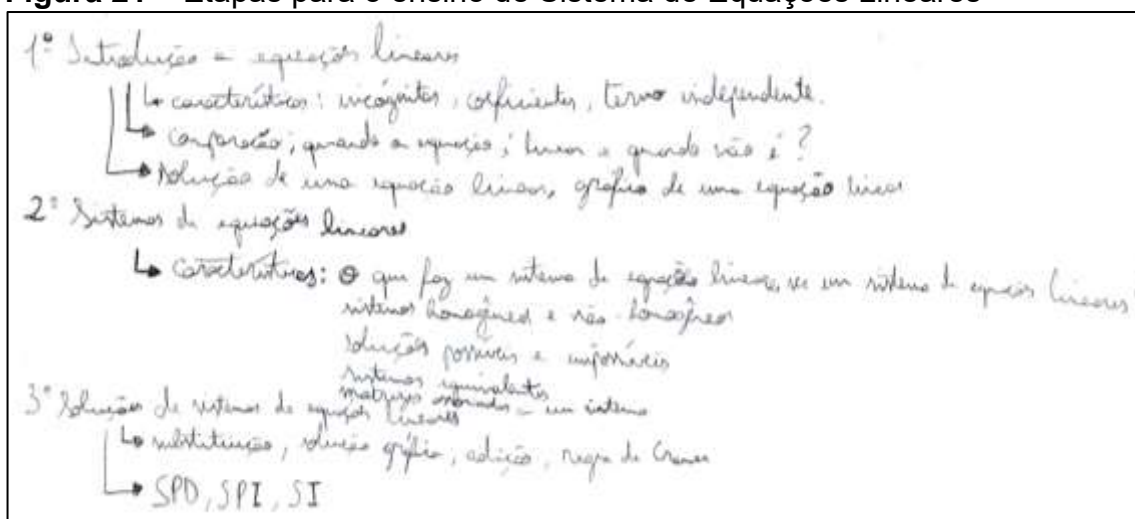 Figura 21 – Etapas para o ensino de Sistema de Equações Lineares
1º Introdução a equações lineares
↳ características: incógnitas, coeficientes, termo independente.
↳ comparação; quando a equação é linear e quando não é?
↳ solução de uma equação linear, gráfico de uma equação linear
2º Sistemas de equações lineares
↳ Características: O que faz um sistema de equações lineares, ser um sistema de equações lineares
sistemas homogêneos e não-homogêneos
soluções possíveis e impossíveis
sistemas equivalentes
matrizes associadas a um sistema
3º Solução de sistemas de equações lineares
↳ substituição, solução gráfica, adição, regra de Cramer
↳ SPD, SPI, SI